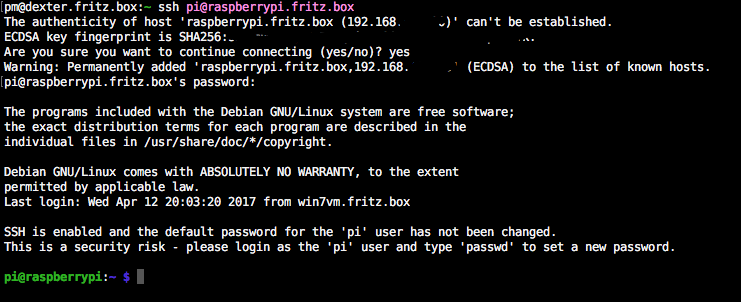 [pm@dexter.fritz.box:~ ssh pi@raspberrypi.fritz.box
The authenticity of host 'raspberrypi.fritz.box (192.168. )' can't be established.
ECDSA key fingerprint is SHA256:
Are you sure you want to continue connecting (yes/no)? yes
Warning: Permanently added 'raspberrypi.fritz.box,192.168. (ECDSA) to the list of known hosts.
[pi@raspberrypi.fritz.box's password:
The programs included with the Debian GNU/Linux system are free software;
the exact distribution terms for each program are described in the
individual files in /usr/share/doc/*/copyright.
Debian GNU/Linux comes with ABSOLUTELY NO WARRANTY, to the extent
permitted by applicable law.
Last login: Wed Apr 12 20:03:20 2017 from win7vm.fritz.box
SSH is enabled and the default password for the 'pi' user has not been changed.
This is a security risk - please login as the 'pi' user and type 'passwd' to set a new password.
pi@raspberrypi:~ $